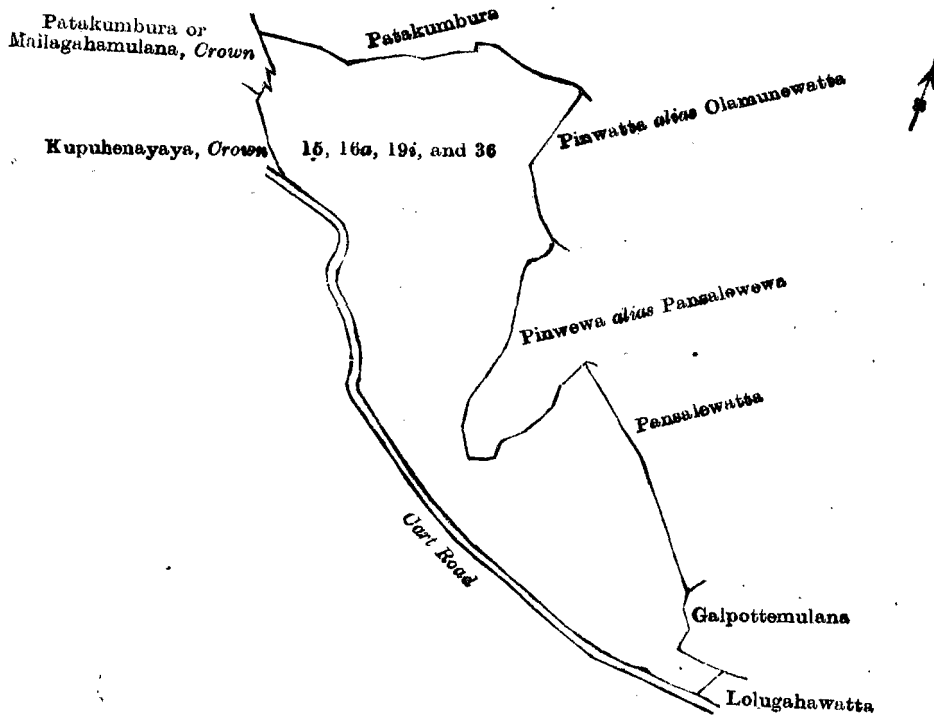 Patakumbura or
Mailagahamulana, Crown
Patakumbura
Pinwatta alias Olamunewatta
Kupuhenayaya, Crown
15, 16a, 19i, and 36
Pinwewa alias Pansalewewa
Pansalewatta
Cart Road
Galpottemulana
Lolugahawatta